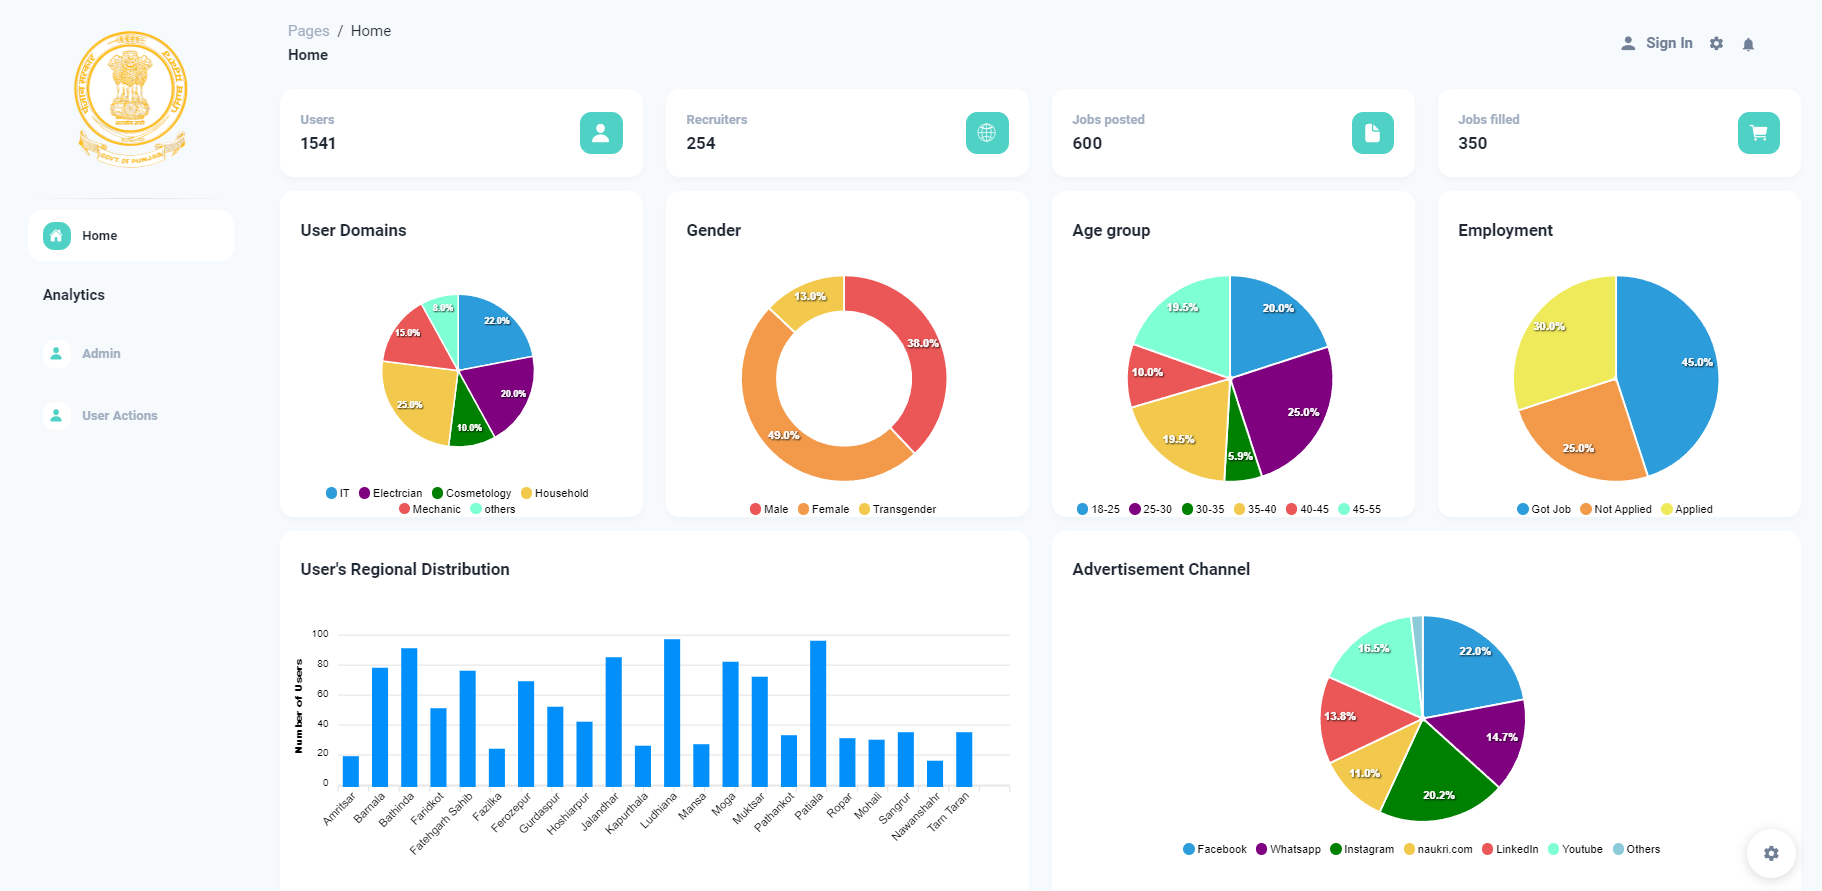 Pages / Home
Home
Sign In
GOVT OF PUNJAB
Home
Analytics
Admin
User Actions
Users
1541
Recruiters
254
Jobs posted
600
Jobs filled
350
User Domains
8.0%
22.0%
15.0%
20.0%
25.0%
10.0%
IT Electrcian Cosmetology Household
Mechanic others
Gender
13.0%
38.0%
49.0%
Male Female Transgender
Age group
19.5%
20.0%
10.0%
25.0%
19.5%
5.9%
18-25 25-30 30-35 35-40 40-45 45-55
Employment
30.0%
45.0%
25.0%
Got Job Not Applied Applied
User's Regional Distribution
Number of Users
100
80
60
40
20
0
Amritsar
Barnala
Bathinda
Faridkot
Fatehgarh Sahib
Fazilka
Ferozepur
Gurdaspur
Hoshiarpur
Jalandhar
Kapurthala
Ludhiana
Mansa
Moga
Muktsar
Pathankot
Patiala
Ropar
Mohali
Sangrur
Nawanshahr
Tarn Taran
Advertisement Channel
16.5%
22.0%
13.8%
14.7%
11.0%
20.2%
Facebook Whatsapp Instagram naukri.com LinkedIn Youtube Others